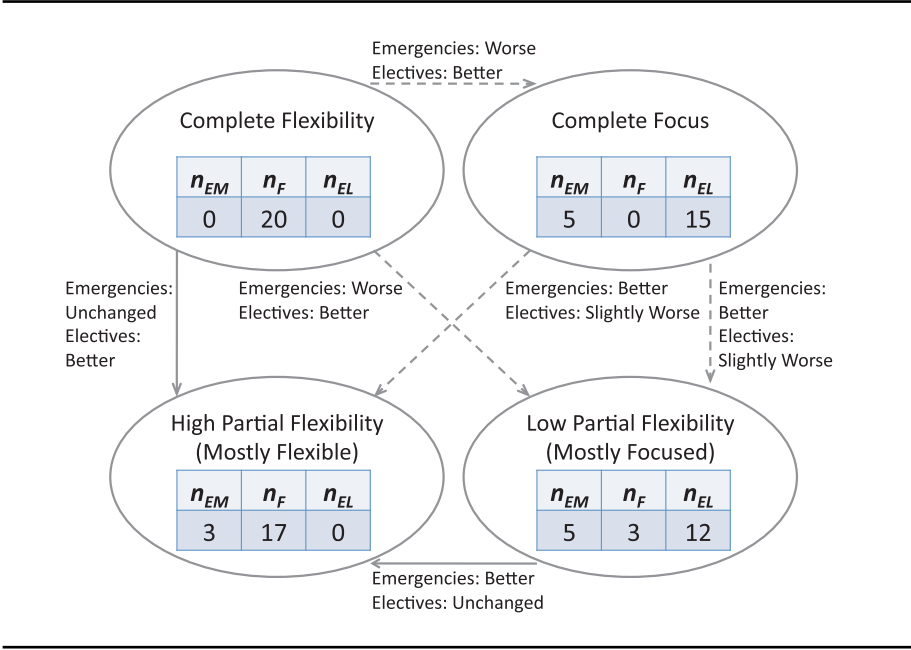 Emergencies: Worse
Electives: Better
Complete Flexibility
n_EM n_F n_EL
0 20 0
Complete Focus
n_EM n_F n_EL
5 0 15
Emergencies:
Unchanged
Electives:
Better
Emergencies: Worse
Electives: Better
Emergencies: Better
Electives: Slightly Worse
Emergencies:
Better
Electives:
Slightly Worse
High Partial Flexibility
(Mostly Flexible)
n_EM n_F n_EL
3 17 0
Low Partial Flexibility
(Mostly Focused)
n_EM n_F n_EL
5 3 12
Emergencies: Better
Electives: Unchanged